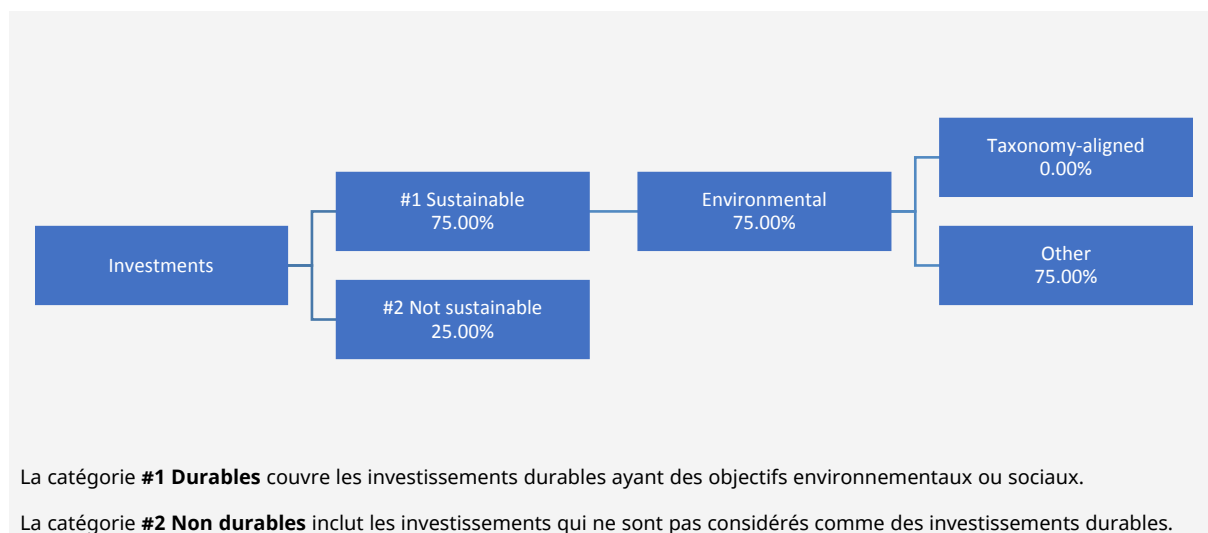 Investments
#1 Sustainable
75.00%
#2 Not sustainable
25.00%
Environmental
75.00%
Taxonomy-aligned
0.00%
Other
75.00%
La catégorie #1 Durables couvre les investissements durables ayant des objectifs environnementaux ou sociaux.
La catégorie #2 Non durables inclut les investissements qui ne sont pas considérés comme des investissements durables.